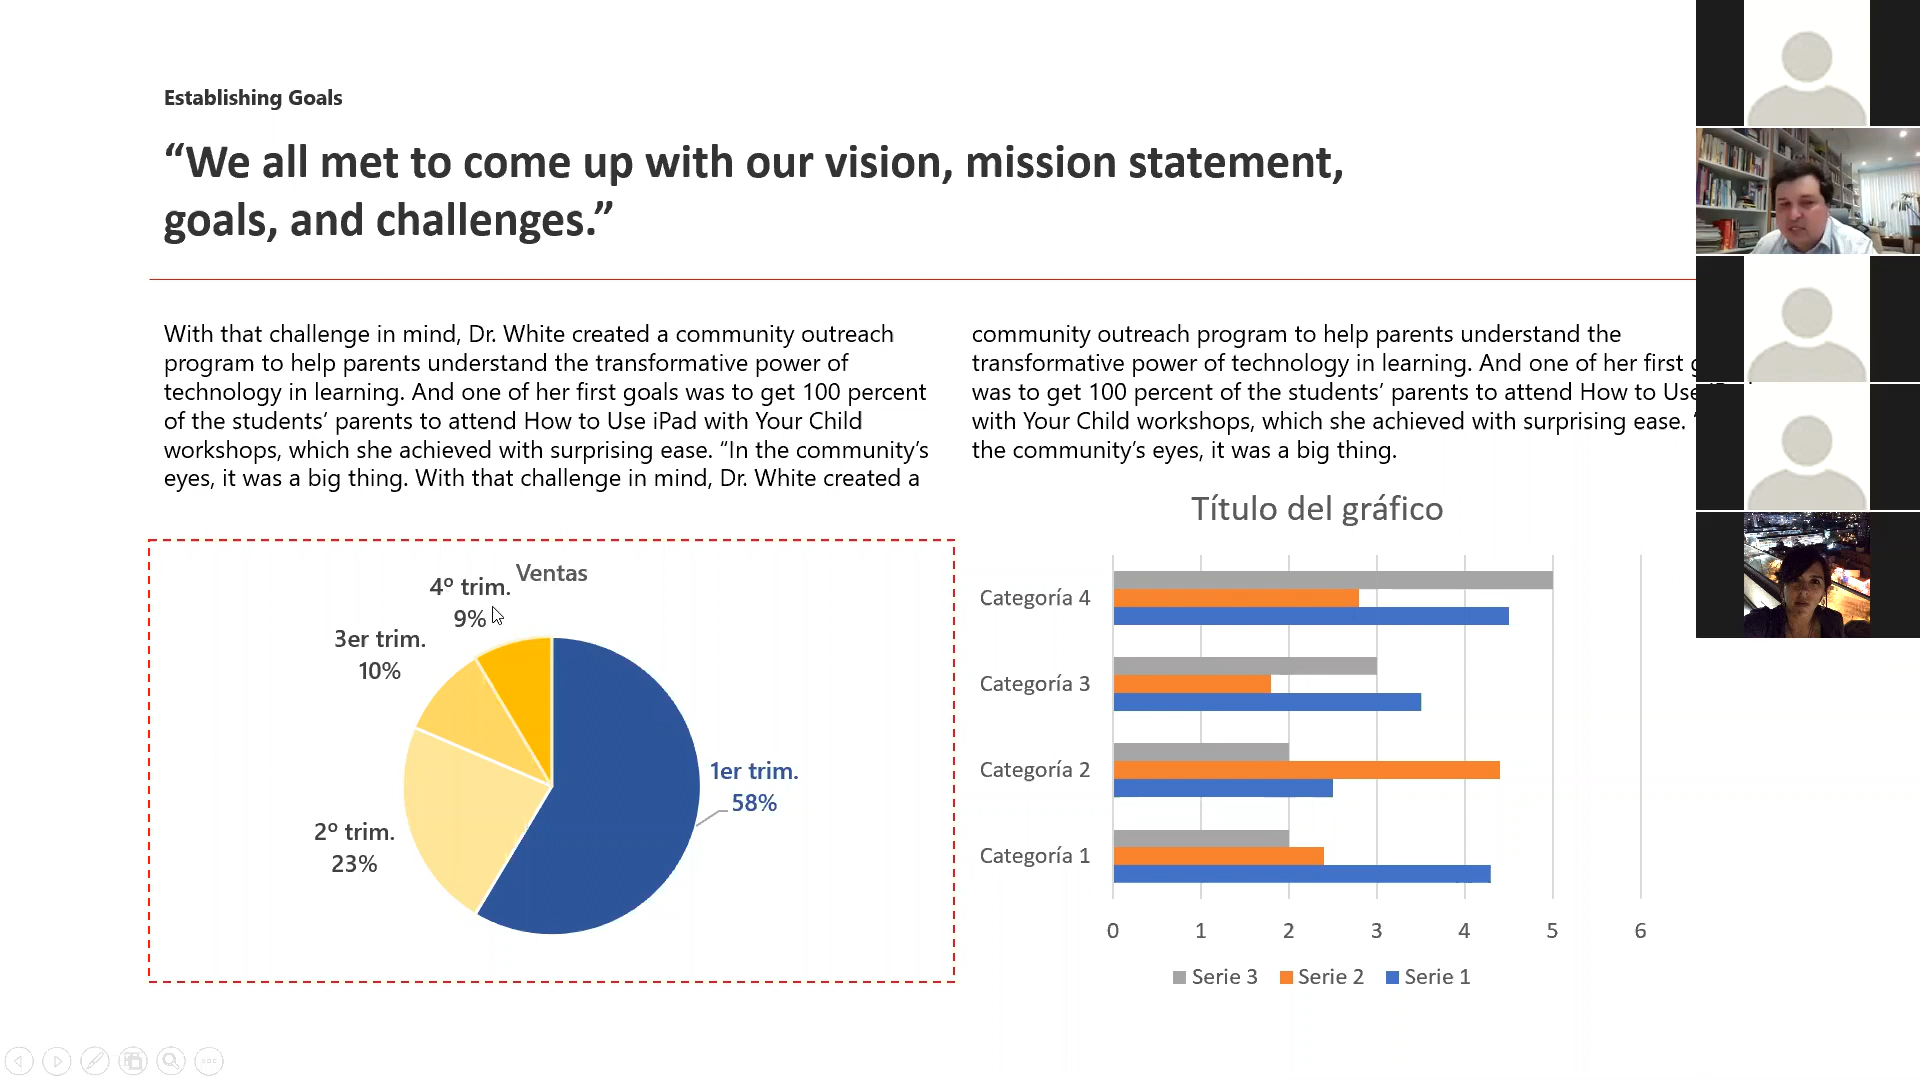 Establishing Goals
“We all met to come up with our vision, mission statement,
goals, and challenges.”
With that challenge in mind, Dr. White created a community outreach
program to help parents understand the transformative power of
technology in learning. And one of her first goals was to get 100 percent
of the students’ parents to attend How to Use iPad with Your Child
workshops, which she achieved with surprising ease. “In the community’s
eyes, it was a big thing. With that challenge in mind, Dr. White created a
community outreach program to help parents understand the
transformative power of technology in learning. And one of her first
was to get 100 percent of the students’ parents to attend How to Use
with Your Child workshops, which she achieved with surprising ease.
the community’s eyes, it was a big thing.
Ventas
4º trim.
9%
3er trim.
10%
2º trim.
23%
1er trim.
58%
Título del gráfico
Categoría 4
Categoría 3
Categoría 2
Categoría 1
0 1 2 3 4 5 6
Serie 3 Serie 2 Serie 1